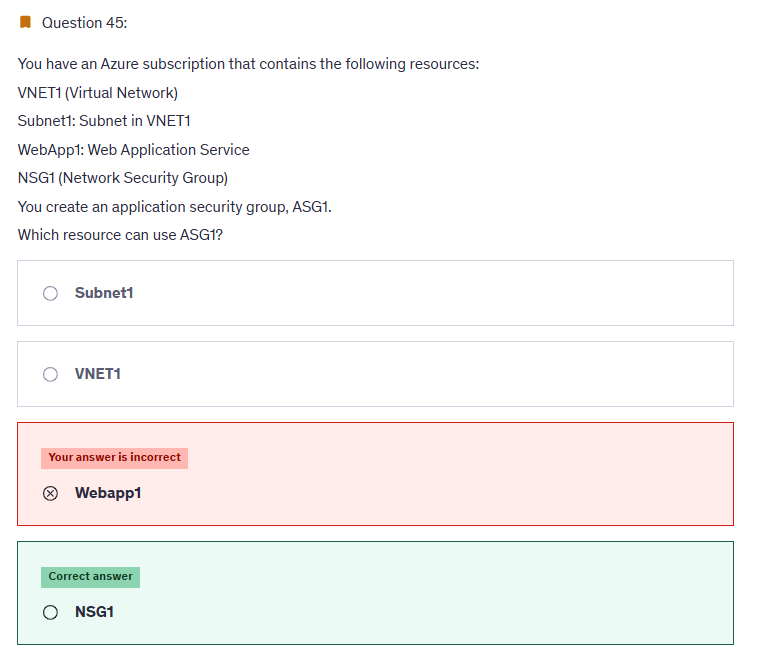 Question 45:
You have an Azure subscription that contains the following resources:
VNET1 (Virtual Network)
Subnet1: Subnet in VNET1
WebApp1: Web Application Service
NSG1 (Network Security Group)
You create an application security group, ASG1.
Which resource can use ASG1?
Subnet1
VNET1
Your answer is incorrect
Webapp1
Correct answer
NSG1